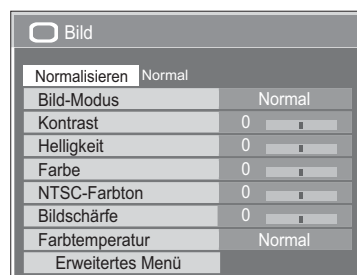 Bild
Normalisieren Normal
Bild-Modus Normal
Kontrast 0
Helligkeit 0
Farbe 0
NTSC-Farbton 0
Bildschärfe 0
Farbtemperatur Normal
Erweitertes Menü